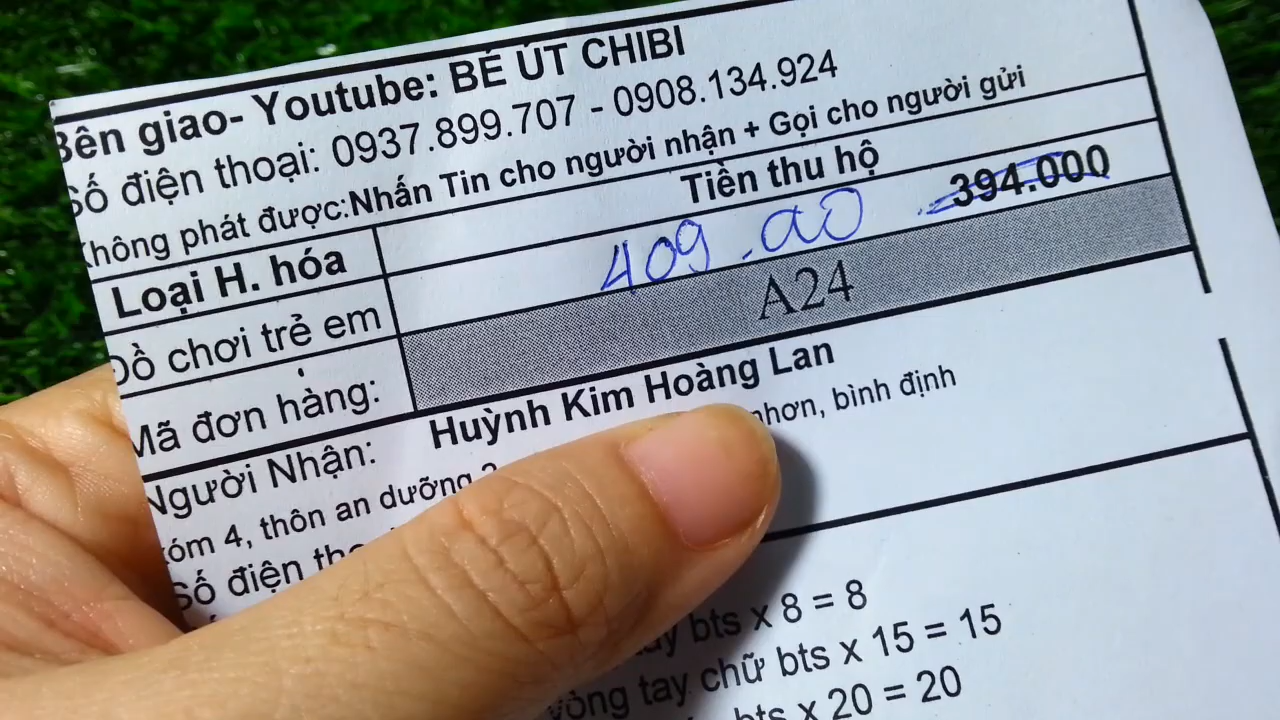 Bên giao- Youtube: BÉ ÚT CHIBI
Số điện thoại: 0937.899.707 - 0908.134.924
Không phát được:Nhấn Tin cho người nhận + Gọi cho người gửi
Loại H. hóa Tiền thu hộ
Đồ chơi trẻ em 409.000 394.000
Mã đơn hàng: A24
Người Nhận: Huỳnh Kim Hoàng Lan
xóm 4, thôn an dưỡng 2 nhơn, bình định
Số điện
tay bts x 8 = 8
vòng tay chữ bts x 15 = 15
bts x 20 = 20